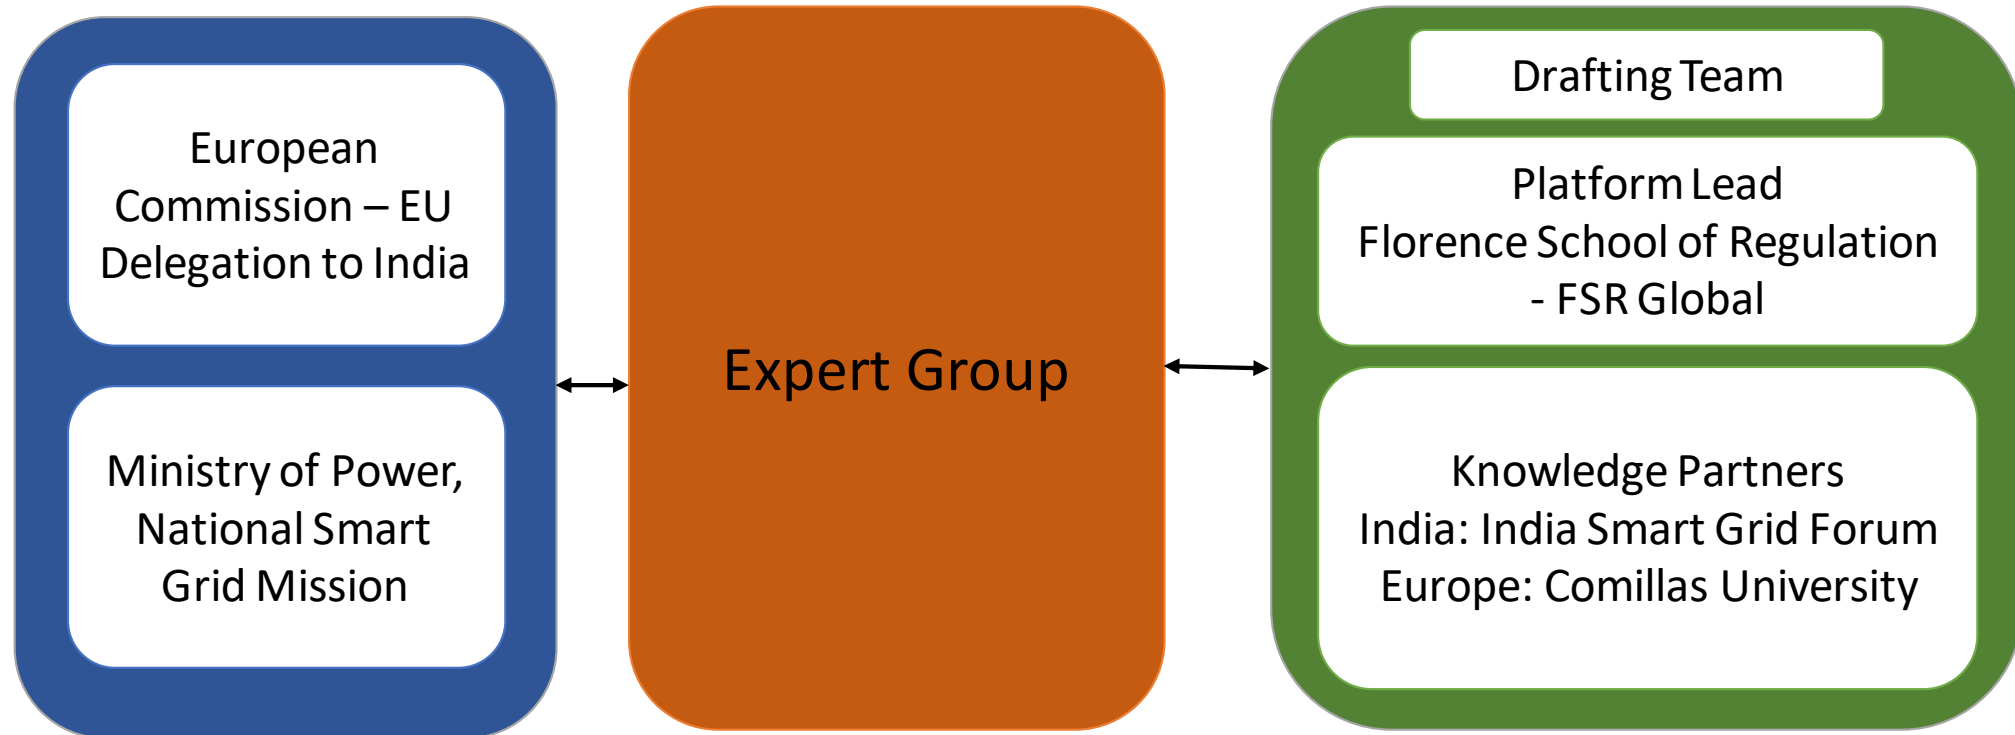 European
Commission – EU
Delegation to India
Ministry of Power,
National Smart
Grid Mission
Expert Group
Drafting Team
Platform Lead
Florence School of Regulation
- FSR Global
Knowledge Partners
India: India Smart Grid Forum
Europe: Comillas University